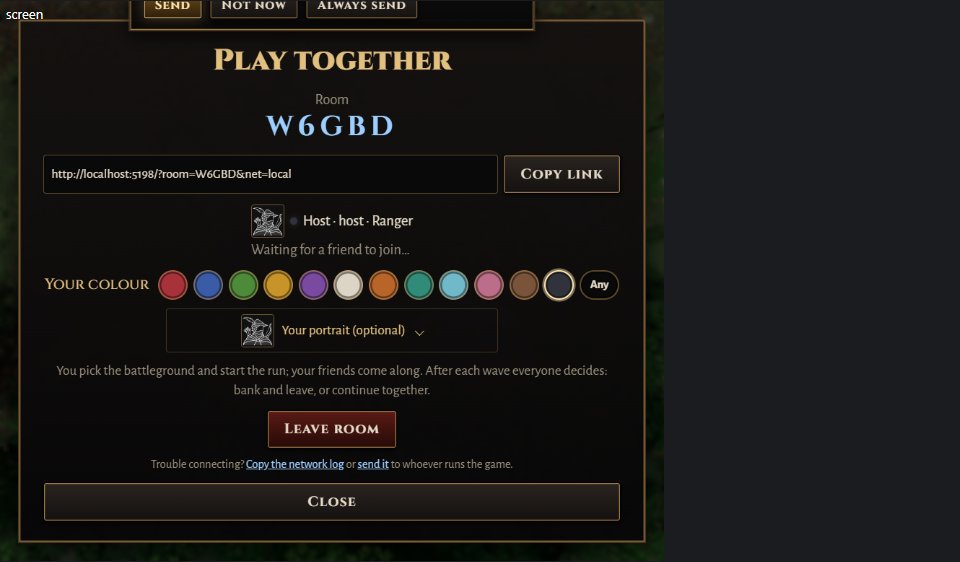 screen
Send Not now Always send
Play together
Room
W6GBD
http://localhost:5198/?room=W6GBD&net=local Copy link
Host · host · Ranger
Waiting for a friend to join...
Your colour Any
Your portrait (optional)
You pick the battleground and start the run; your friends come along. After each wave everyone decides:
bank and leave, or continue together.
Leave room
Trouble connecting? Copy the network log or send it to whoever runs the game.
Close